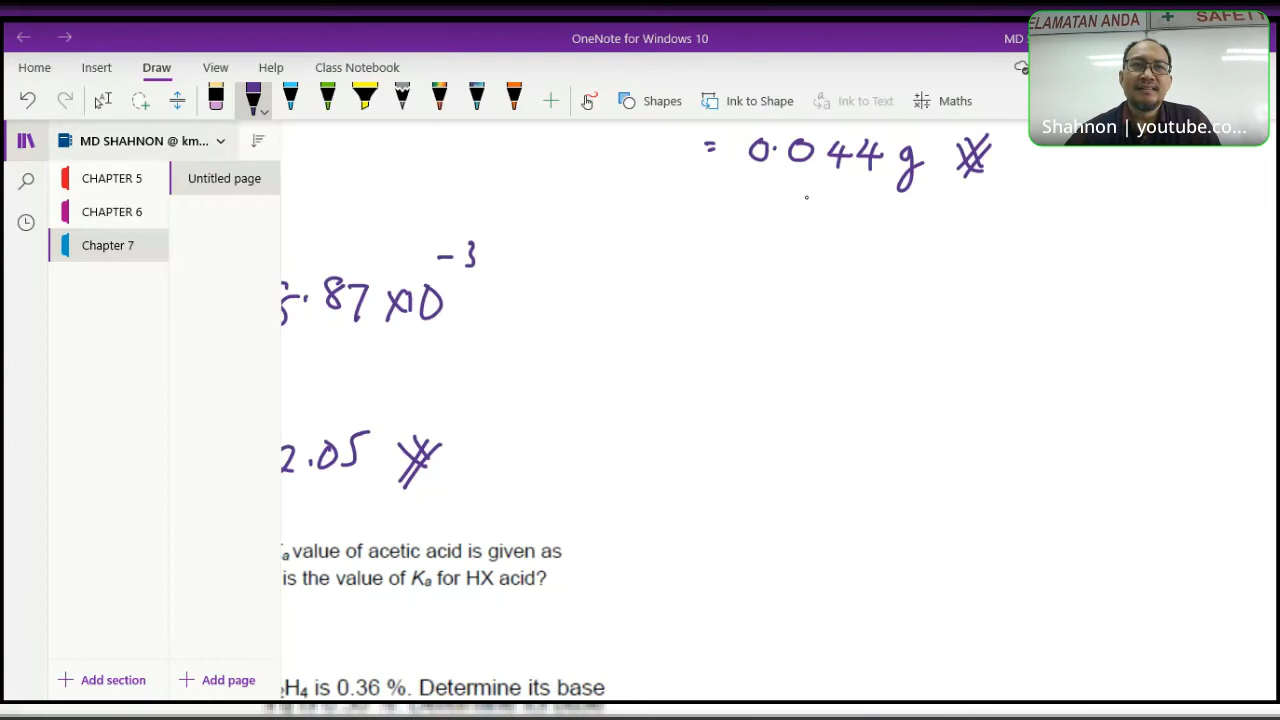 OneNote for Windows 10
MD S
Home Insert Draw View Help Class Notebook
Shapes Ink to Shape Ink to Text Maths
ELAMATAN ANDA + SAFETY
Shahnon | youtube.co...
MD SHAHNON @ km...
CHAPTER 5
CHAPTER 6
Chapter 7
Untitled page
= 0.044 g
5.87 x10 -3
2.05
a value of acetic acid is given as
is the value of Ka for HX acid?
2H4 is 0.36 %. Determine its base
Add section
Add page